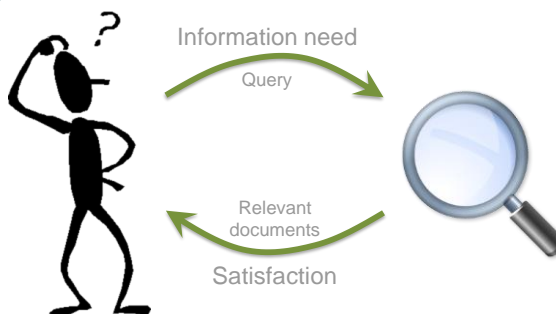 ?
Information need
Query
Relevant
documents
Satisfaction